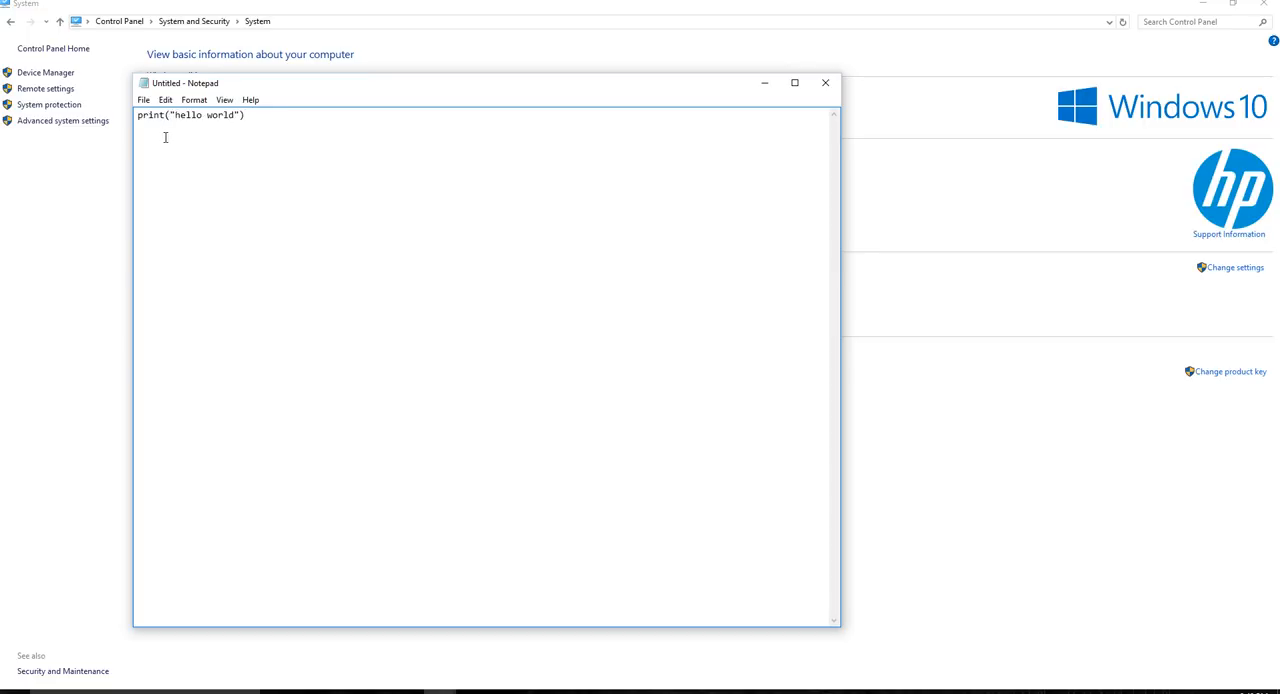 System
Control Panel > System and Security > System
Search Control Panel
Control Panel Home
View basic information about your computer
Device Manager
Remote settings
System protection
Advanced system settings
Untitled - Notepad
File Edit Format View Help
print("hello world")
Windows 10
hp
Support Information
Change settings
Change product key
See also
Security and Maintenance